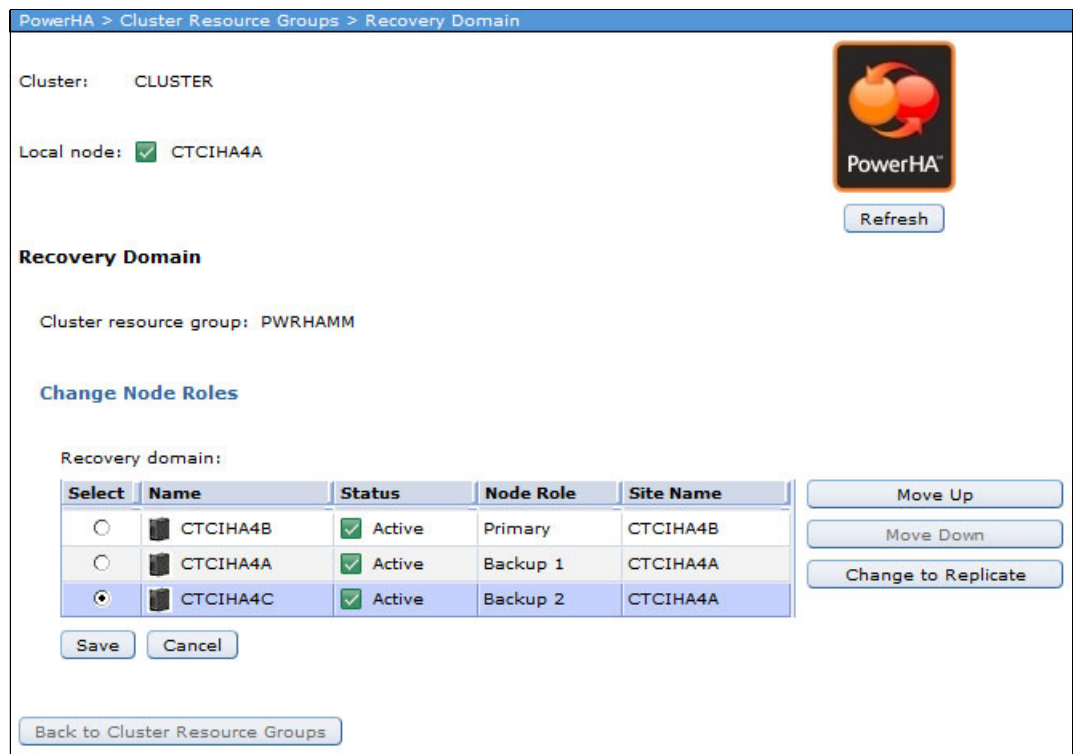 PowerHA > Cluster Resource Groups > Recovery Domain
Cluster: CLUSTER
Local node: CTCIHA4A
PowerHA™
Refresh
Recovery Domain
Cluster resource group: PWRHAMM
Change Node Roles
Recovery domain:
Select Name Status Node Role Site Name
CTCIHA4B Active Primary CTCIHA4B
CTCIHA4A Active Backup 1 CTCIHA4A
CTCIHA4C Active Backup 2 CTCIHA4A
Move Up
Move Down
Change to Replicate
Save Cancel
Back to Cluster Resource Groups